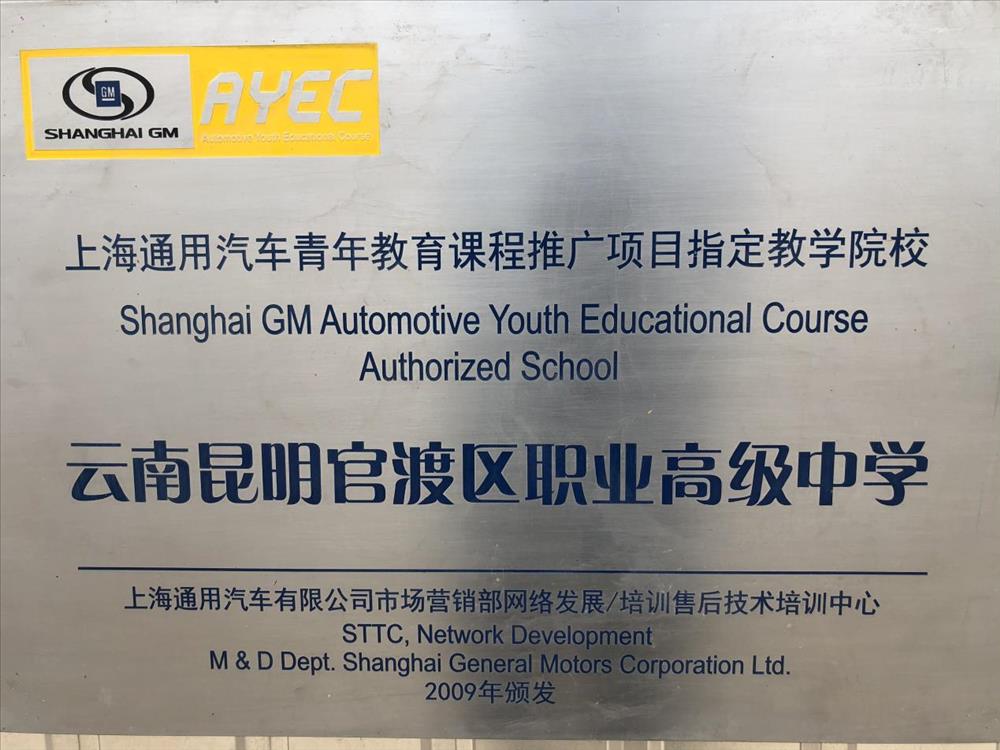 SHANGHAI GM
GM
AYEC
Automotive Youth Educational Course
上海通用汽车青年教育课程推广项目指定教学院校
Shanghai GM Automotive Youth Educational Course
Authorized School
云南昆明官渡区职业高级中学
上海通用汽车有限公司市场营销部网络发展/培训售后技术培训中心
STTC, Network Development
M & D Dept. Shanghai General Motors Corporation Ltd.
2009年颁发